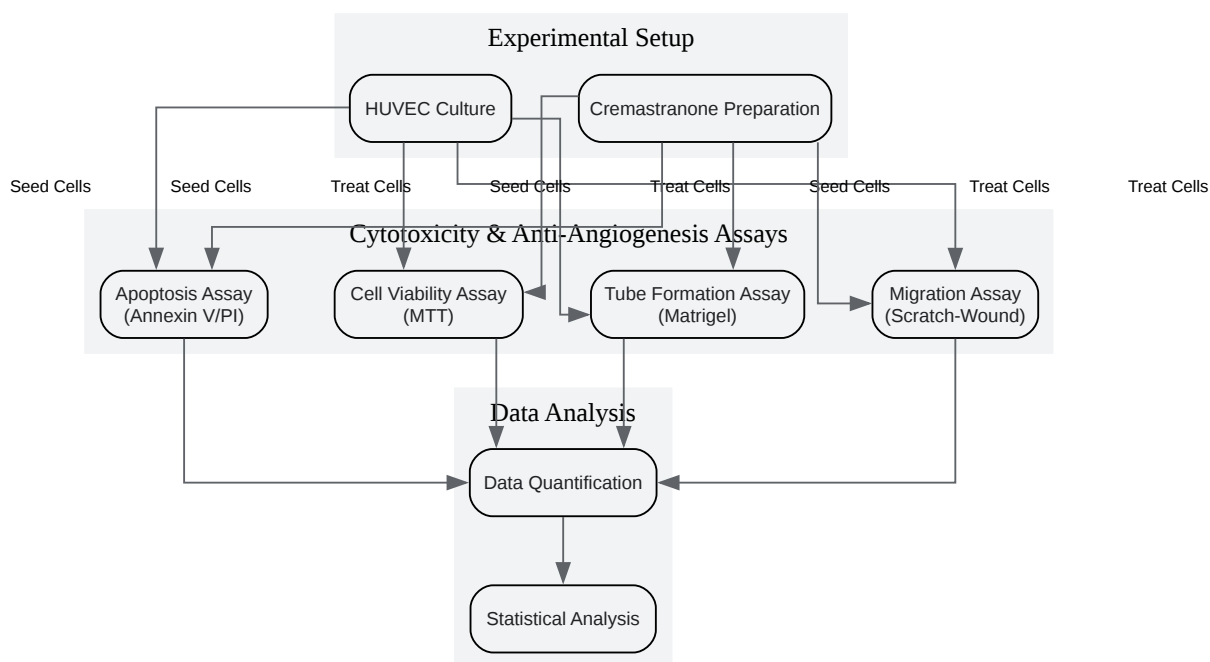 Experimental Setup
HUVEC Culture
Cremastranone Preparation
Seed Cells
Seed Cells
Treat Cells
Seed Cells
Treat Cells
Seed Cells
Treat Cells
Treat Cells
Cytotoxicity & Anti-Angiogenesis Assays
Apoptosis Assay
(Annexin V/PI)
Cell Viability Assay
(MTT)
Tube Formation Assay
(Matrigel)
Migration Assay
(Scratch-Wound)
Data Analysis
Data Quantification
Statistical Analysis